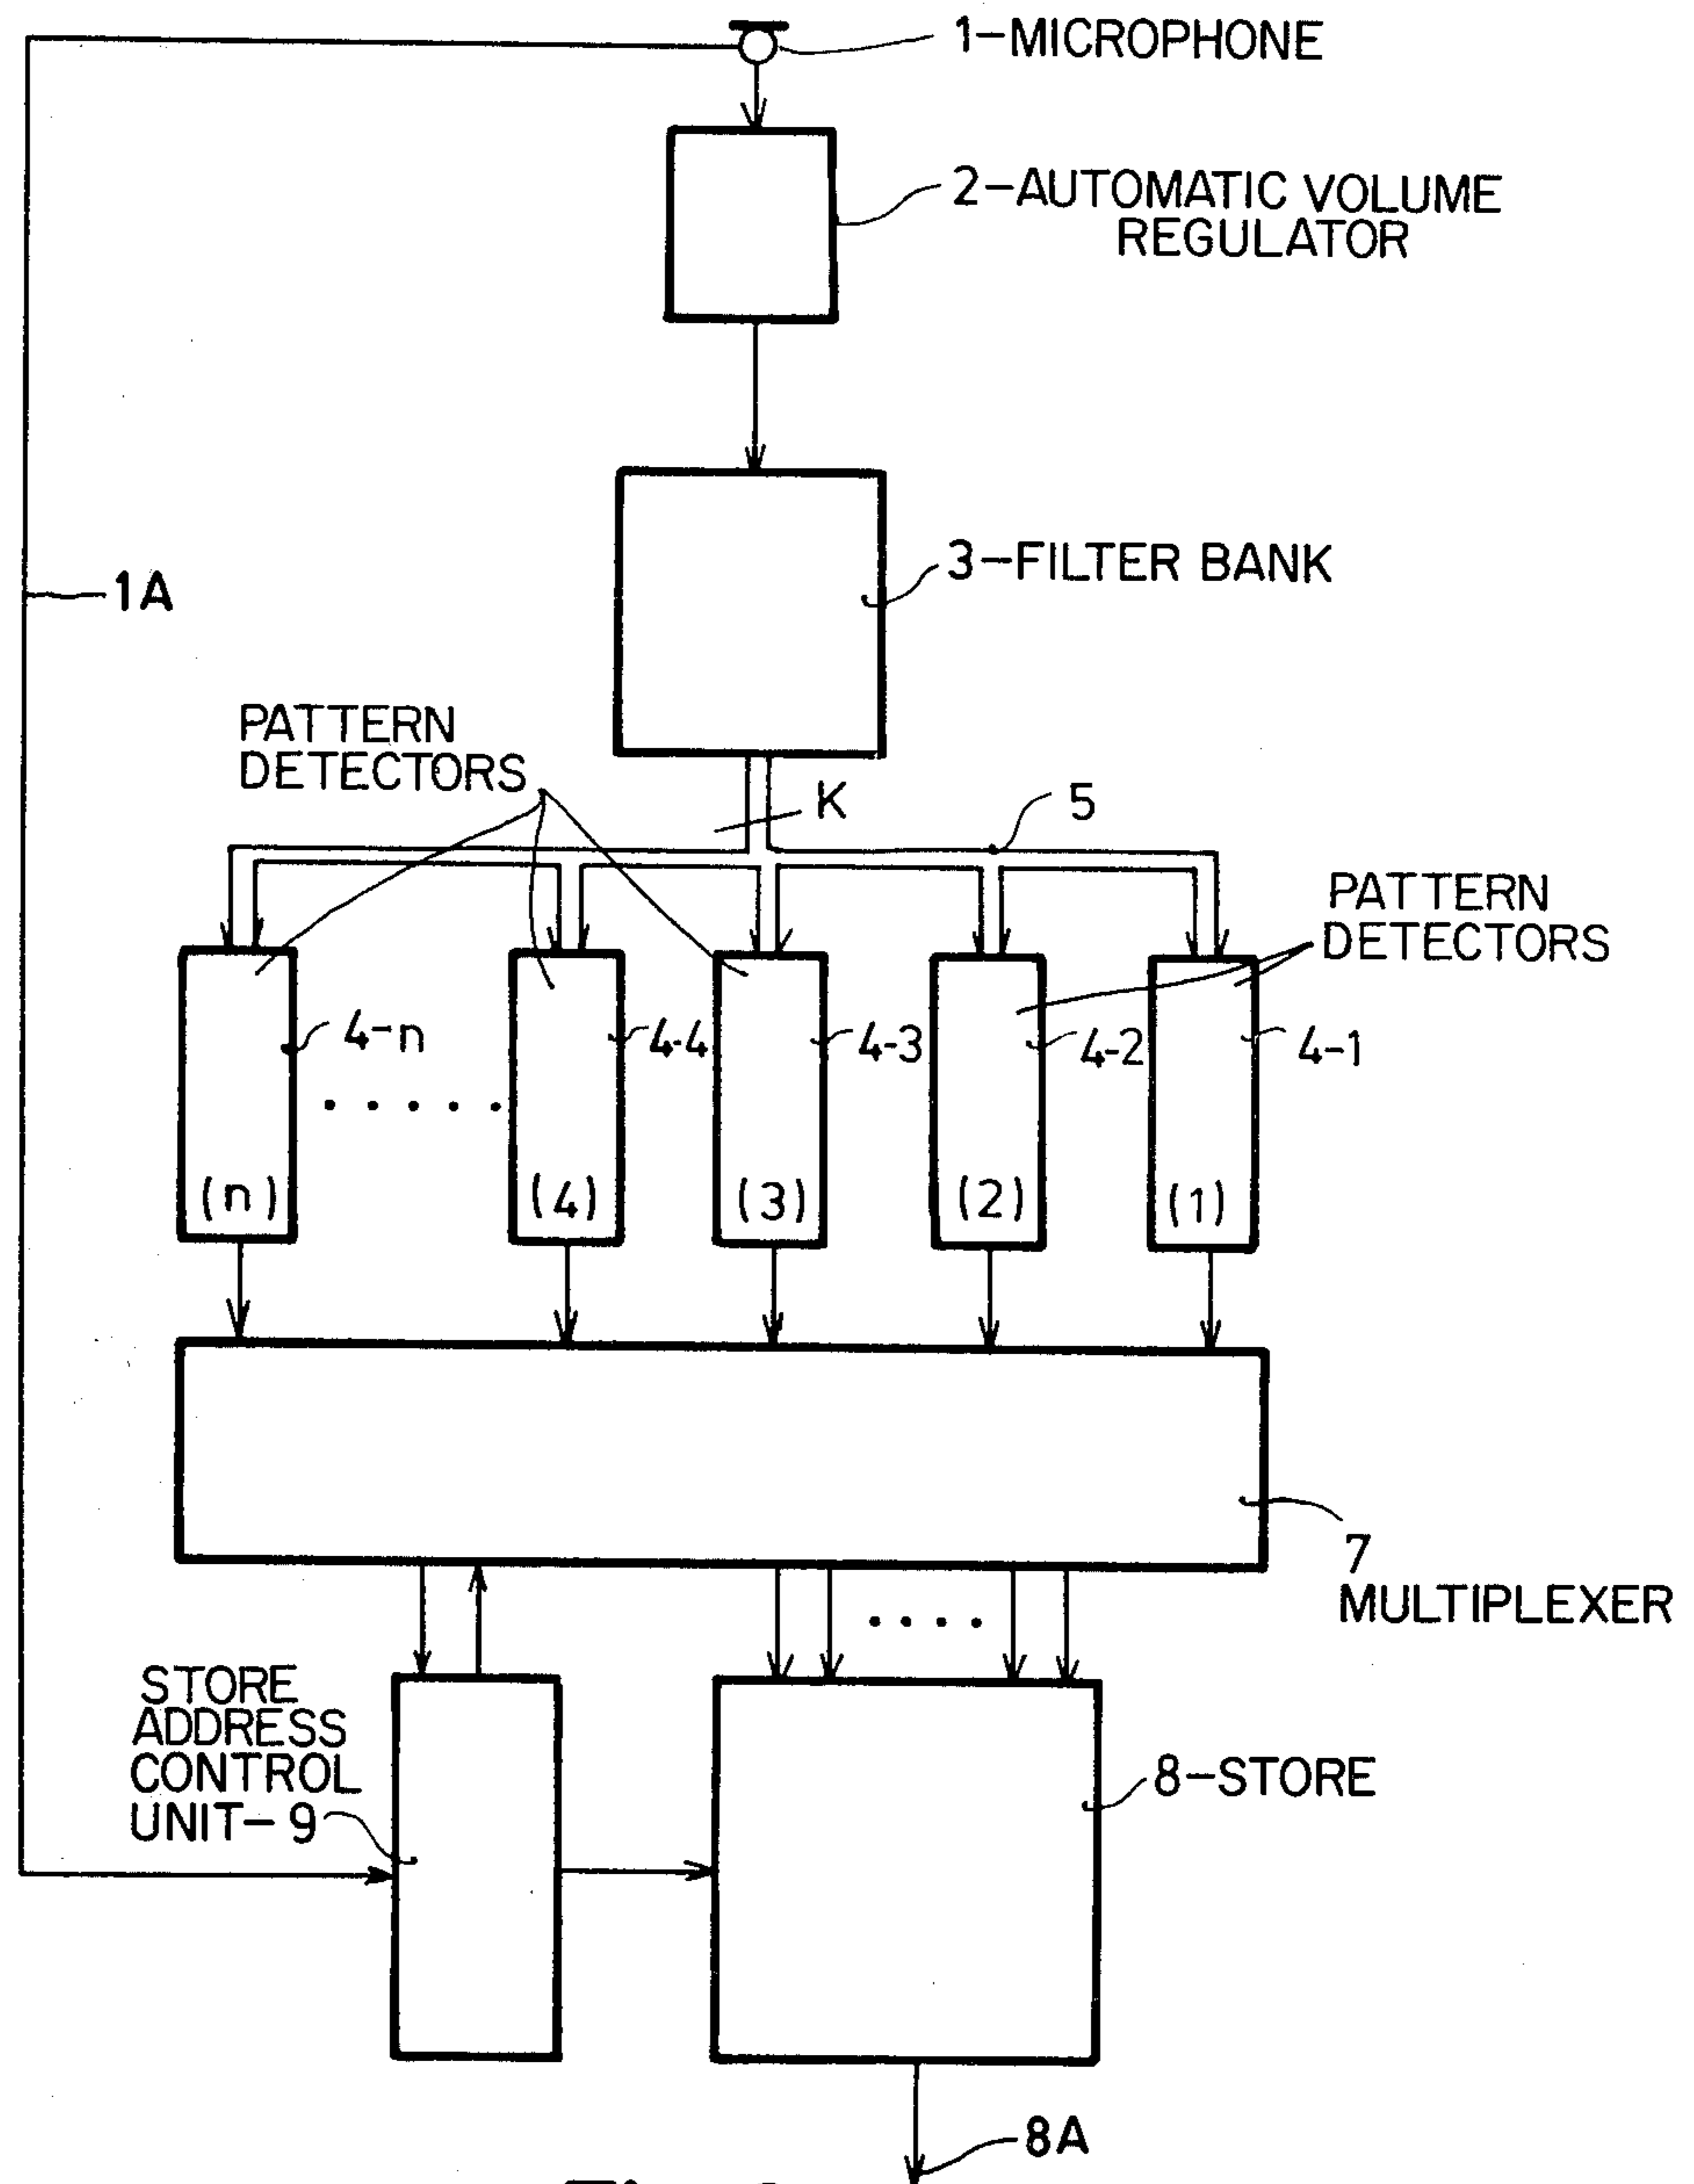 1-MICROPHONE
2-AUTOMATIC VOLUME
REGULATOR
3-FILTER BANK
1A
PATTERN
DETECTORS
K
5
PATTERN
DETECTORS
4-n
4-4
4-3
4-2
4-1
(n)
(4)
(3)
(2)
(1)
7
MULTIPLEXER
STORE
ADDRESS
CONTROL
UNIT-9
8-STORE
8A